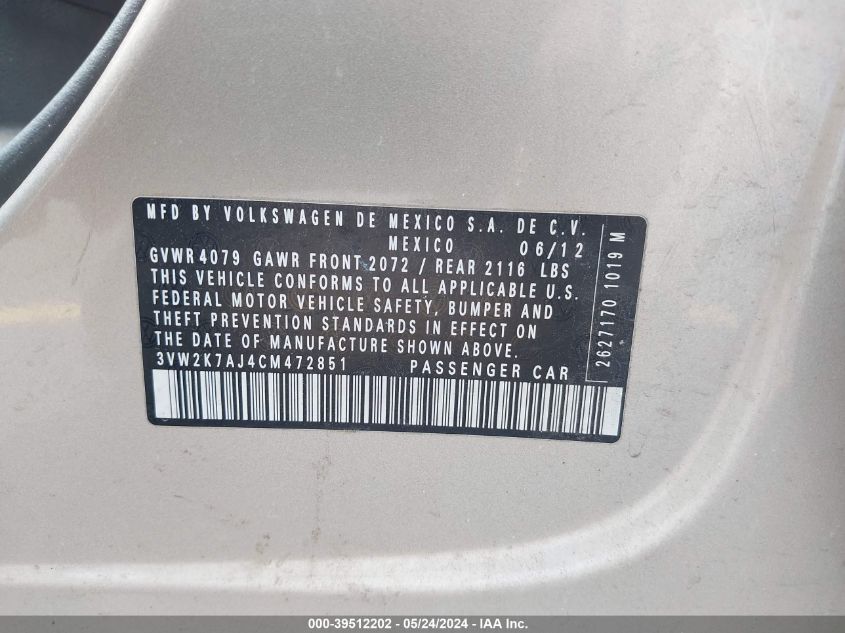 MFD BY VOLKSWAGEN DE MEXICO S.A. DE C.V.
MEXICO 06/12
GVWR 4079 GAWR FRONT 2072 / REAR 2116 LBS
THIS VEHICLE CONFORMS TO ALL APPLICABLE U.S.
FEDERAL MOTOR VEHICLE SAFETY, BUMPER AND
THEFT PREVENTION STANDARDS IN EFFECT ON
THE DATE OF MANUFACTURE SHOWN ABOVE.
3VW2K7AJ4CM472851 PASSENGER CAR
2627170 1019 M
000-39512202 - 05/24/2024 - IAA Inc.